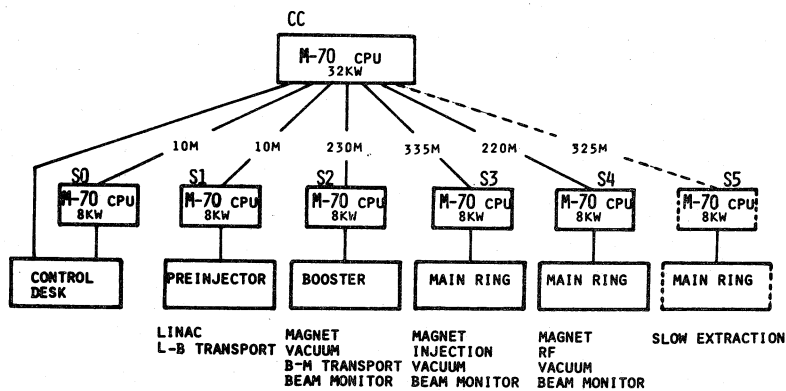 CC
M-70 CPU
32KW
10M 10M 230M 335M 220M 325M
S0 S1 S2 S3 S4 S5
M-70 CPU M-70 CPU M-70 CPU M-70 CPU M-70 CPU M-70 CPU
8KW 8KW 8KW 8KW 8KW 8KW
CONTROL
DESK
PREINJECTOR
BOOSTER
MAIN RING
MAIN RING
MAIN RING
LINAC
L-B TRANSPORT
MAGNET
VACUUM
B-M TRANSPORT
BEAM MONITOR
MAGNET
INJECTION
VACUUM
BEAM MONITOR
MAGNET
RF
VACUUM
BEAM MONITOR
SLOW EXTRACTION